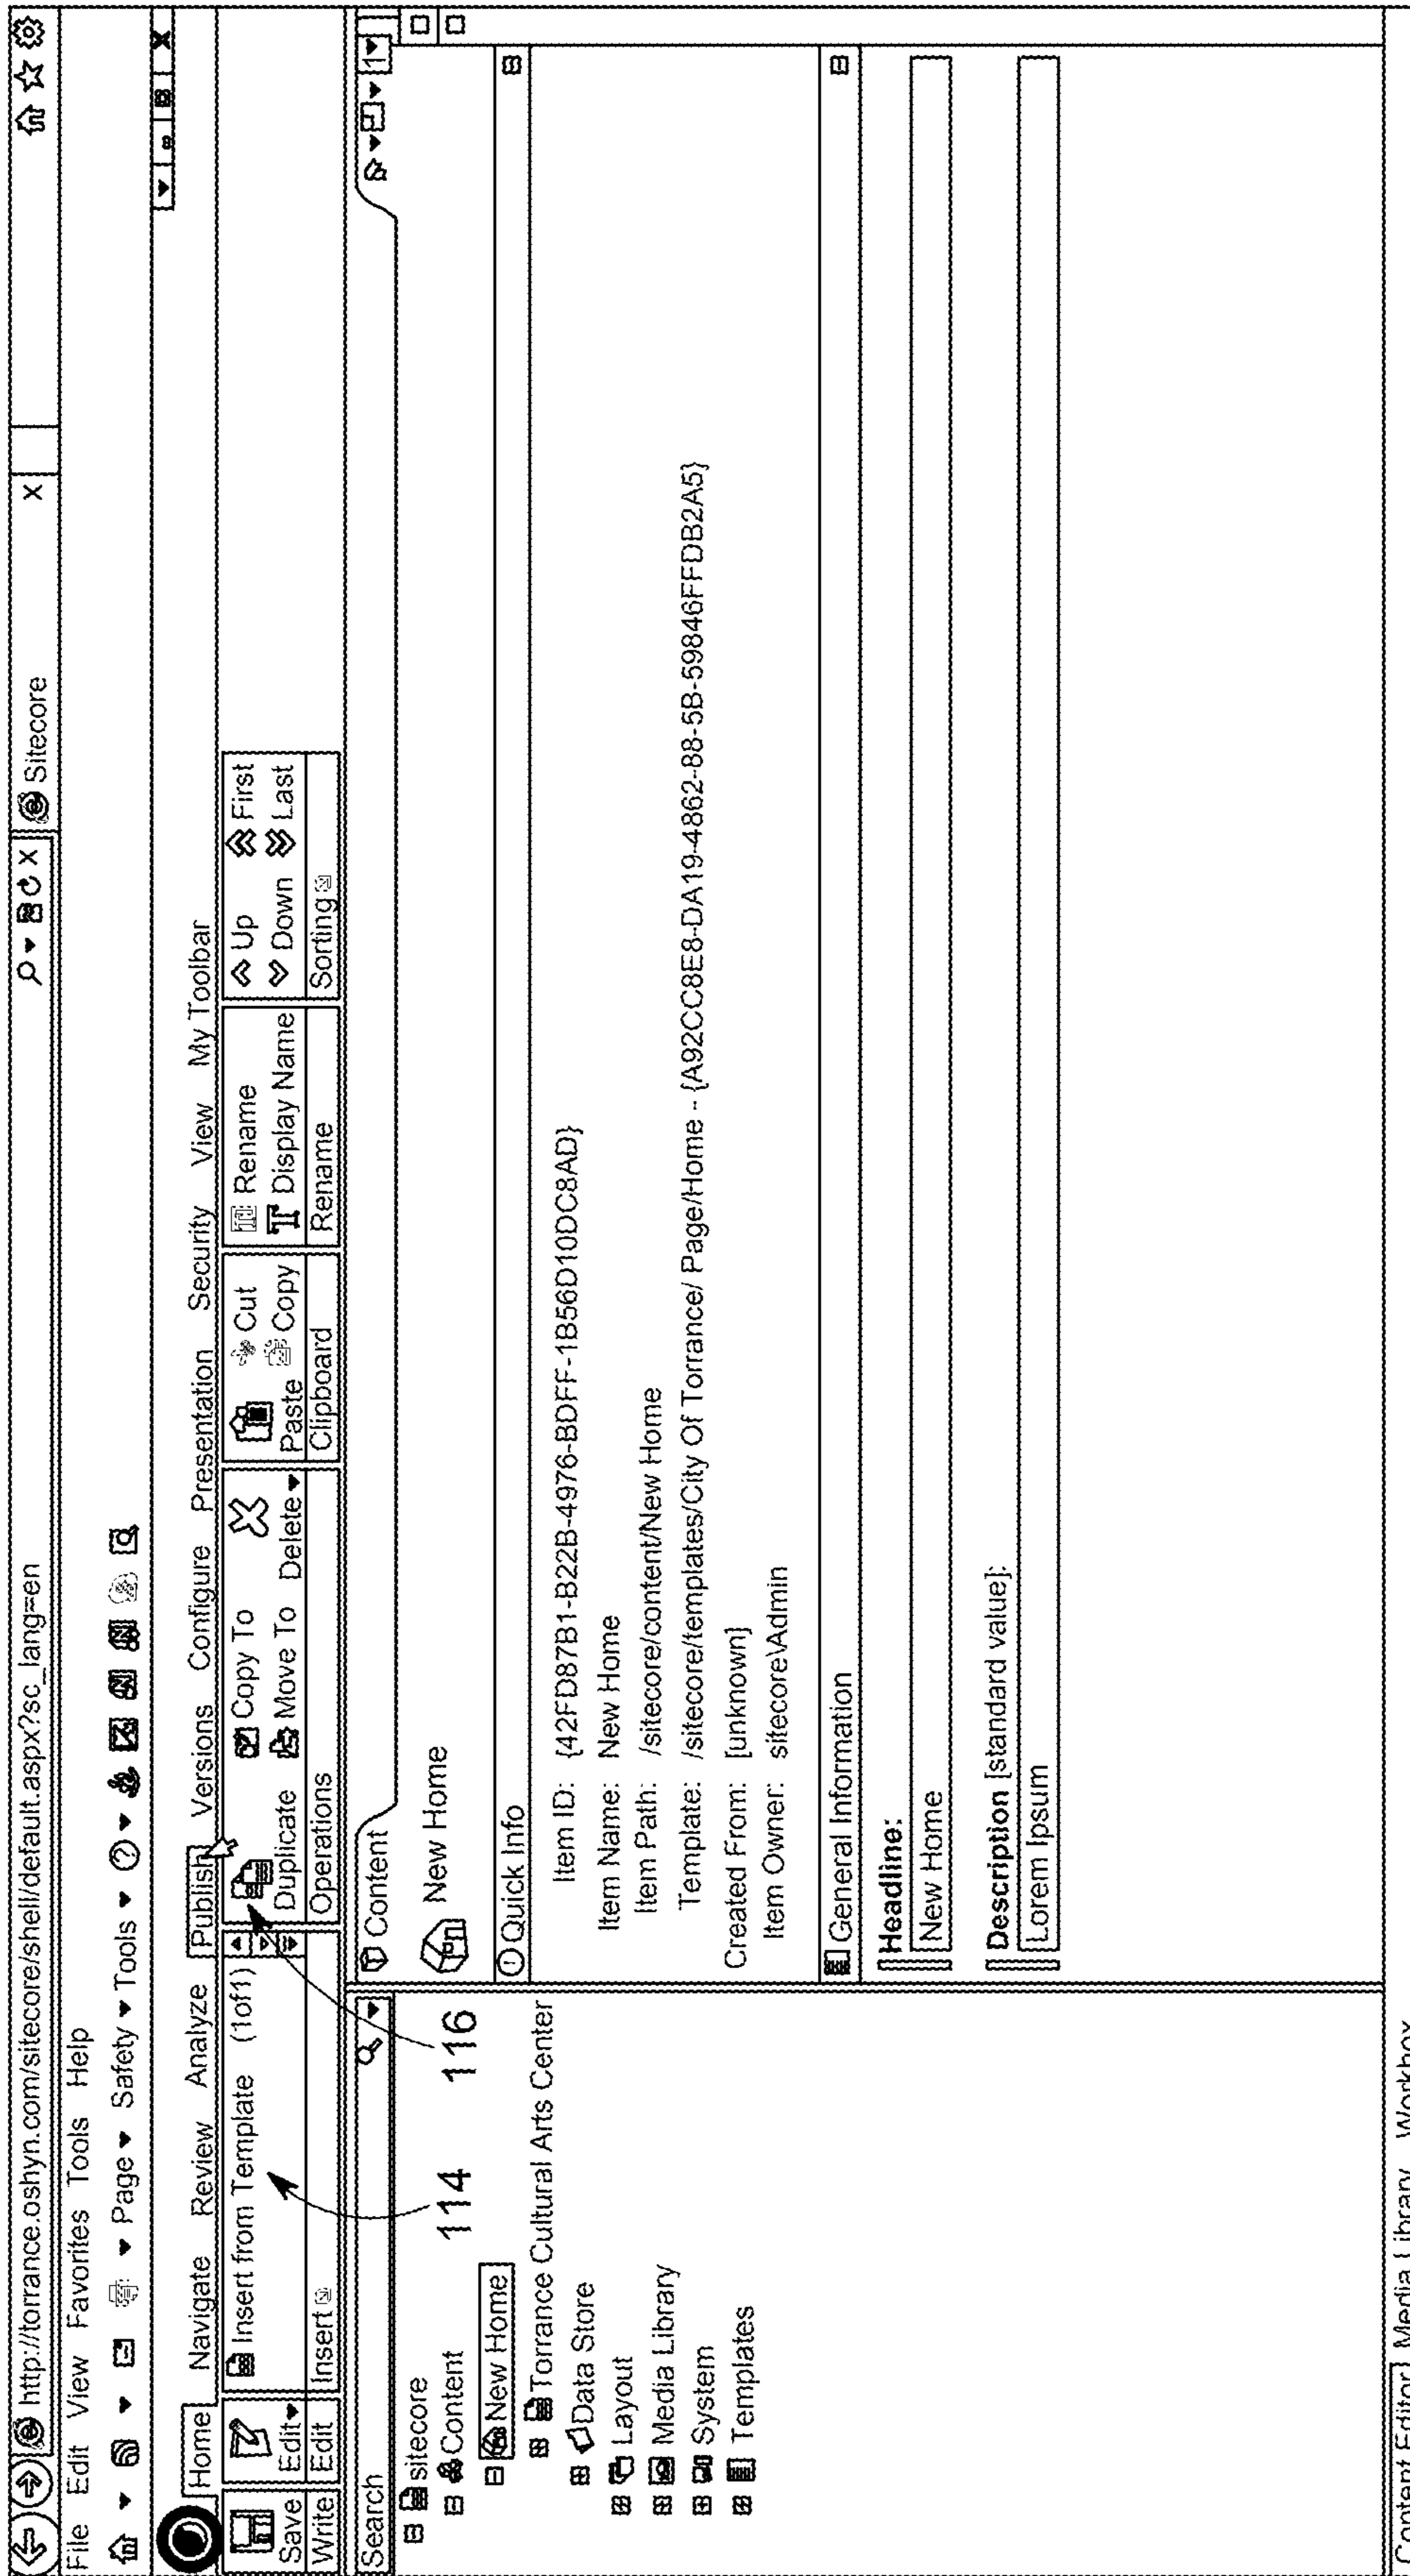 http://torrance.oshyn.com/sitecore/shell/default.aspx?sc_lang=en X Sitecore X
File Edit View Favorites Tools Help
Page Safety Tools
X
Home Navigate Review Analyze Publish Versions Configure Presentation Security View My Toolbar
Save Edit Insert from Template (1of1) Duplicate Copy To Move To Delete Paste Cut Copy Rename Display Name Up Down First Last
Write Edit Insert Operations Clipboard Rename Sorting
Search
sitecore
Content
New Home
Torrance Cultural Arts Center
Data Store
Layout
Media Library
System
Templates
114
116
Content 1
New Home
Quick Info
Item ID: {42FD87B1-B22B-4976-BDFF-1B56D10DC8AD}
Item Name: New Home
Item Path: /sitecore/content/New Home
Template: /sitecore/templates/City Of Torrance/ Page/Home -- {A92CC8E8-DA19-4862-88-5B-59846FFDB2A5}
Created From: [unknown]
Item Owner: sitecore\Admin
General Information
Headline:
New Home
Description [standard value]:
Lorem Ipsum
Content Editor Media Library Workbox